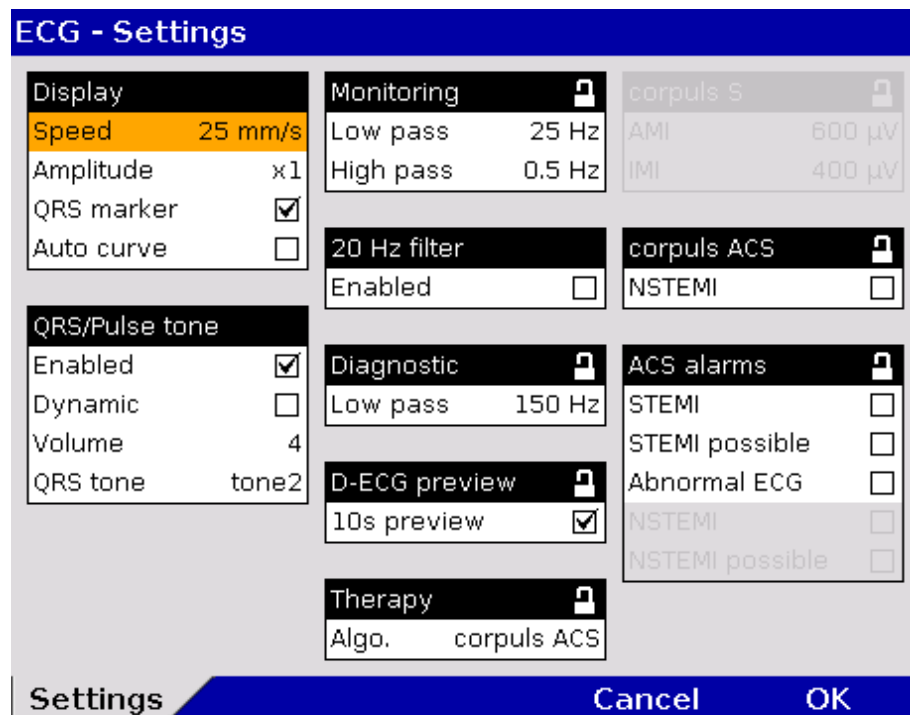 ECG - Settings
Display
Speed 25 mm/s
Amplitude x1
QRS marker
Auto curve
QRS/Pulse tone
Enabled
Dynamic
Volume 4
QRS tone tone2
Monitoring
Low pass 25 Hz
High pass 0.5 Hz
20 Hz filter
Enabled
Diagnostic
Low pass 150 Hz
D-ECG preview
10s preview
Therapy
Algo. corpuls ACS
corpuls S
AMI 600 µV
IMI 400 µV
corpuls ACS
NSTEMI
ACS alarms
STEMI
STEMI possible
Abnormal ECG
NSTEMI
NSTEMI possible
Settings Cancel OK